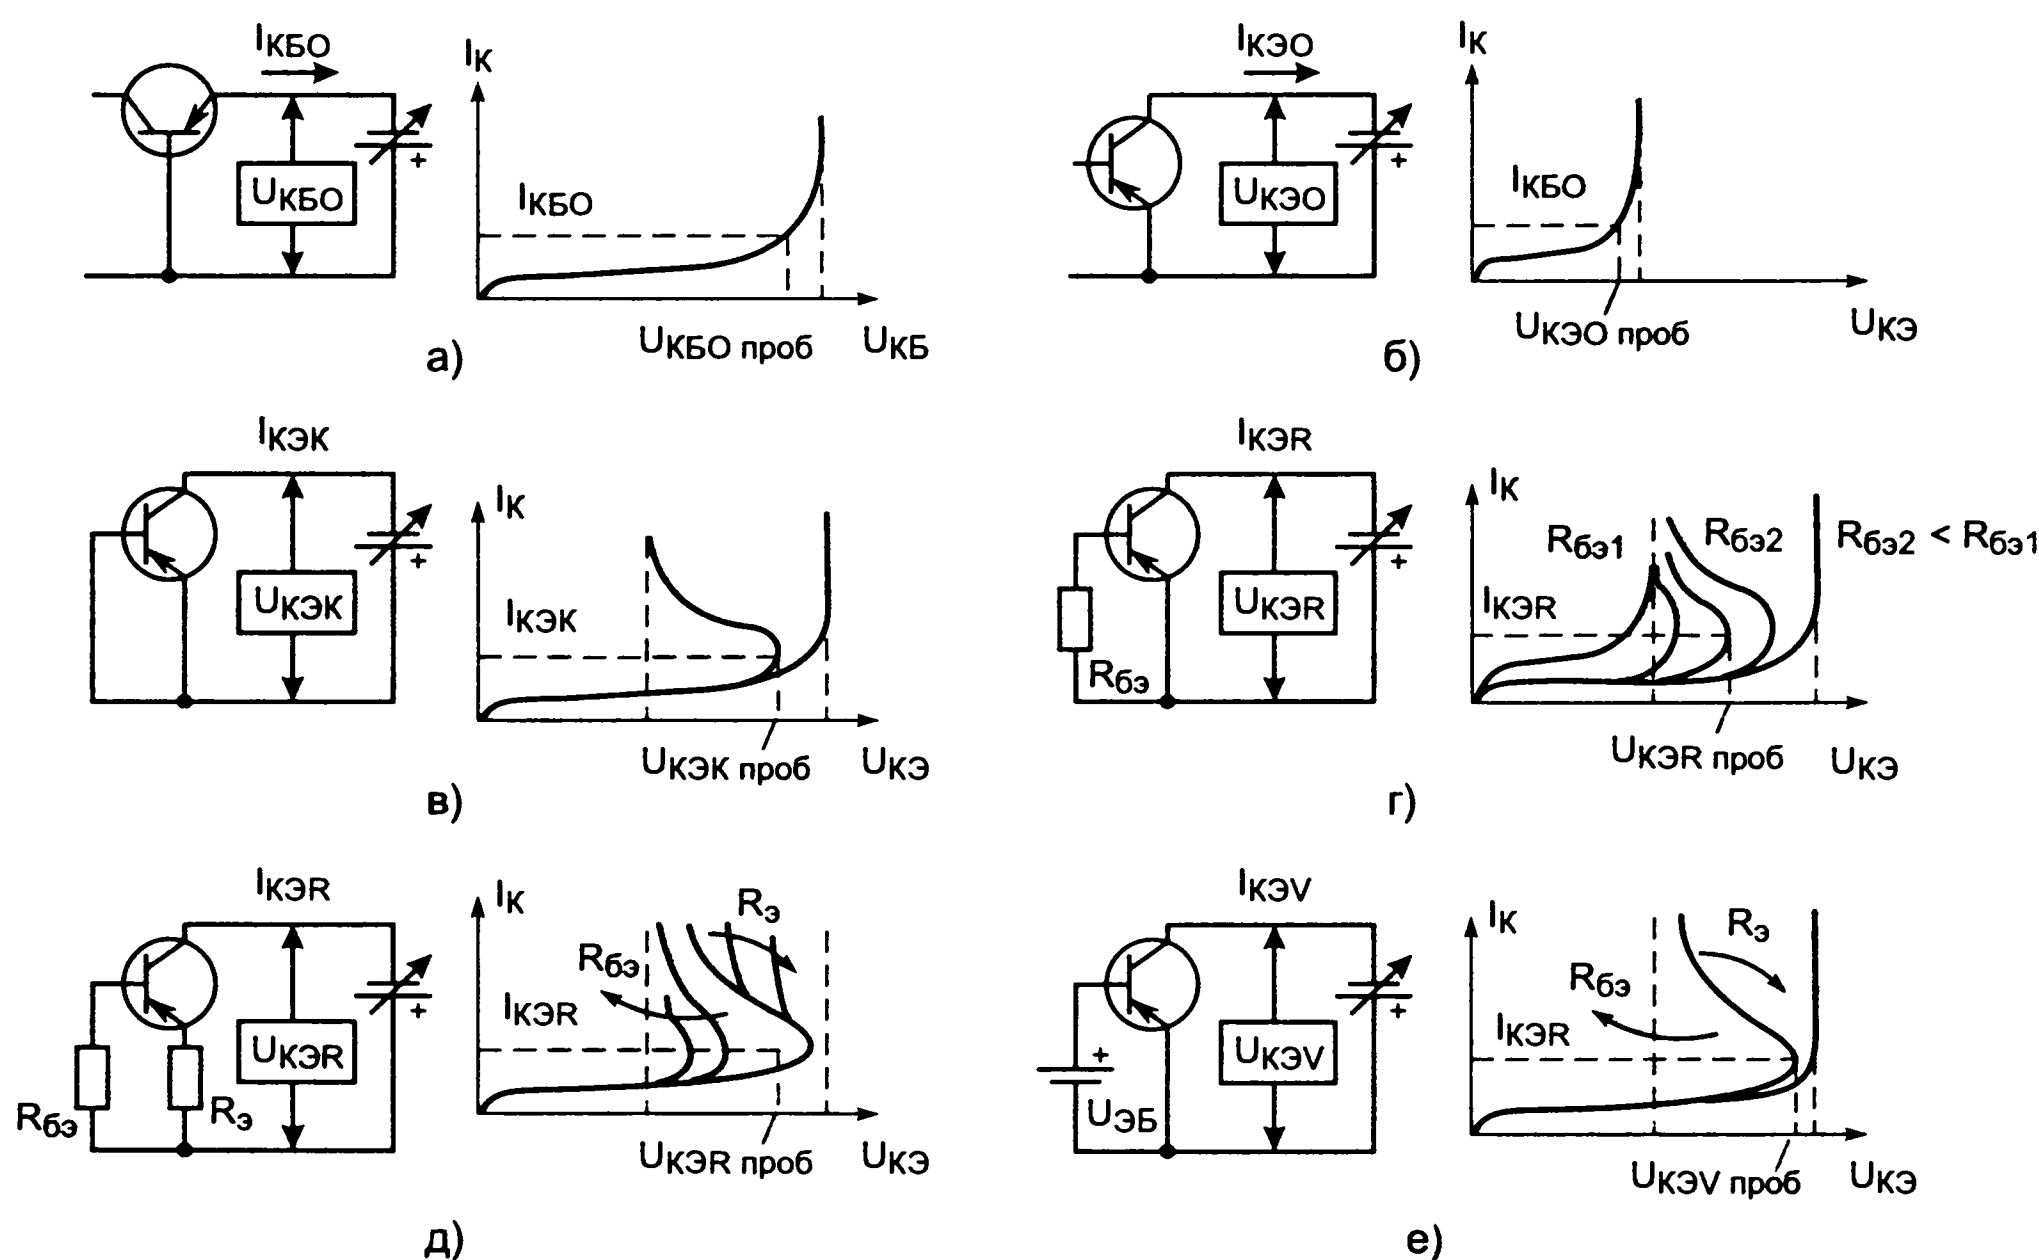 IКБО
IК
UКБО
+
IКБО
UКБО проб
UКБ
а)
IКЭО
IК
UКЭО
+
IКБО
UКЭО проб
UКЭ
б)
IКЭК
IК
UКЭК
+
IКЭК
UКЭК проб
UКЭ
в)
IКЭR
IК
UКЭR
+
Rбэ
Rбэ1
Rбэ2
Rбэ2 < Rбэ1
IКЭR
UКЭR проб
UКЭ
г)
IКЭR
IК
UКЭR
+
Rбэ
Rэ
Rэ
Rбэ
IКЭR
UКЭR проб
UКЭ
д)
IКЭV
IК
UКЭV
+
+
UЭБ
Rэ
Rбэ
IКЭR
UКЭV проб
UКЭ
е)